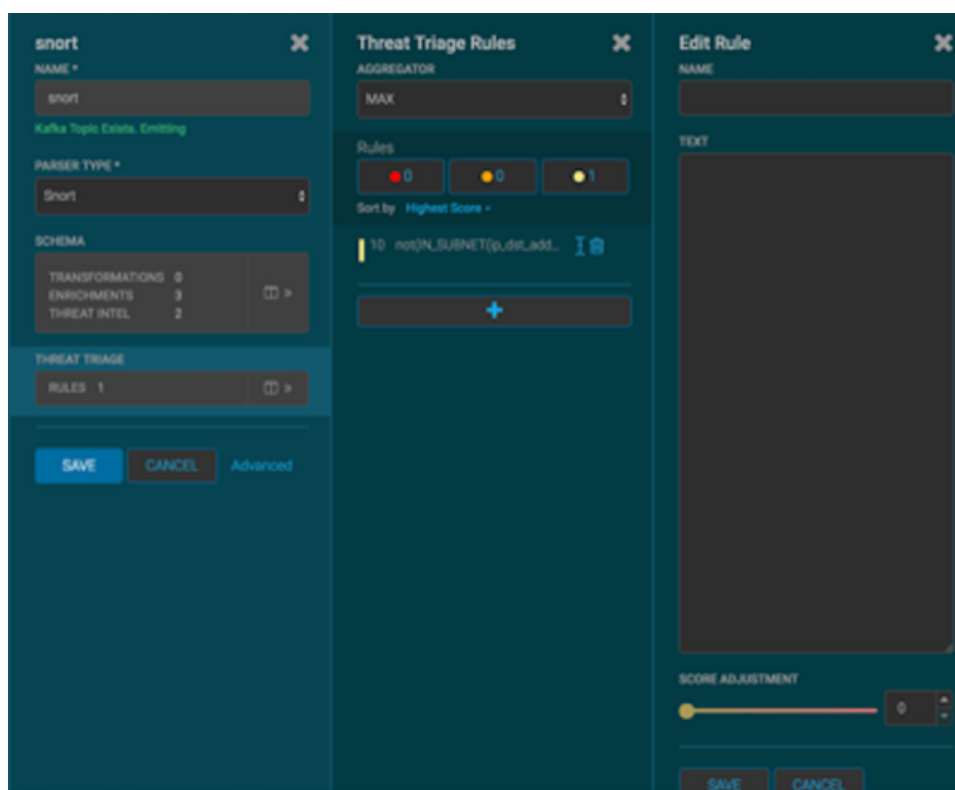 snort
NAME *
snort
Kafka Topic Exists. Emitting
PARSER TYPE *
Snort
SCHEMA
TRANSFORMATIONS 0
ENRICHMENTS 3
THREAT INTEL 2
THREAT TRIAGE
RULES 1
SAVE CANCEL Advanced
Threat Triage Rules
AGGREGATOR
MAX
Rules
0 0 1
Sort by Highest Score
10 not(IN_SUBNET(ip_dst_add...
Edit Rule
NAME
TEXT
SCORE ADJUSTMENT
0
SAVE CANCEL